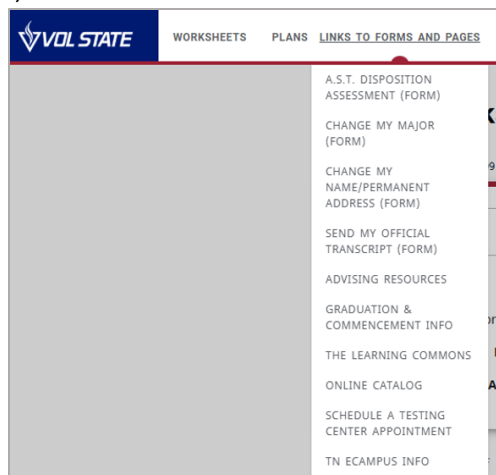 VOL STATE
WORKSHEETS PLANS LINKS TO FORMS AND PAGES
A.S.T. DISPOSITION
ASSESSMENT (FORM)
CHANGE MY MAJOR
(FORM)
CHANGE MY
NAME/PERMANENT
ADDRESS (FORM)
SEND MY OFFICIAL
TRANSCRIPT (FORM)
ADVISING RESOURCES
GRADUATION &
COMMENCEMENT INFO
THE LEARNING COMMONS
ONLINE CATALOG
SCHEDULE A TESTING
CENTER APPOINTMENT
TN ECAMPUS INFO